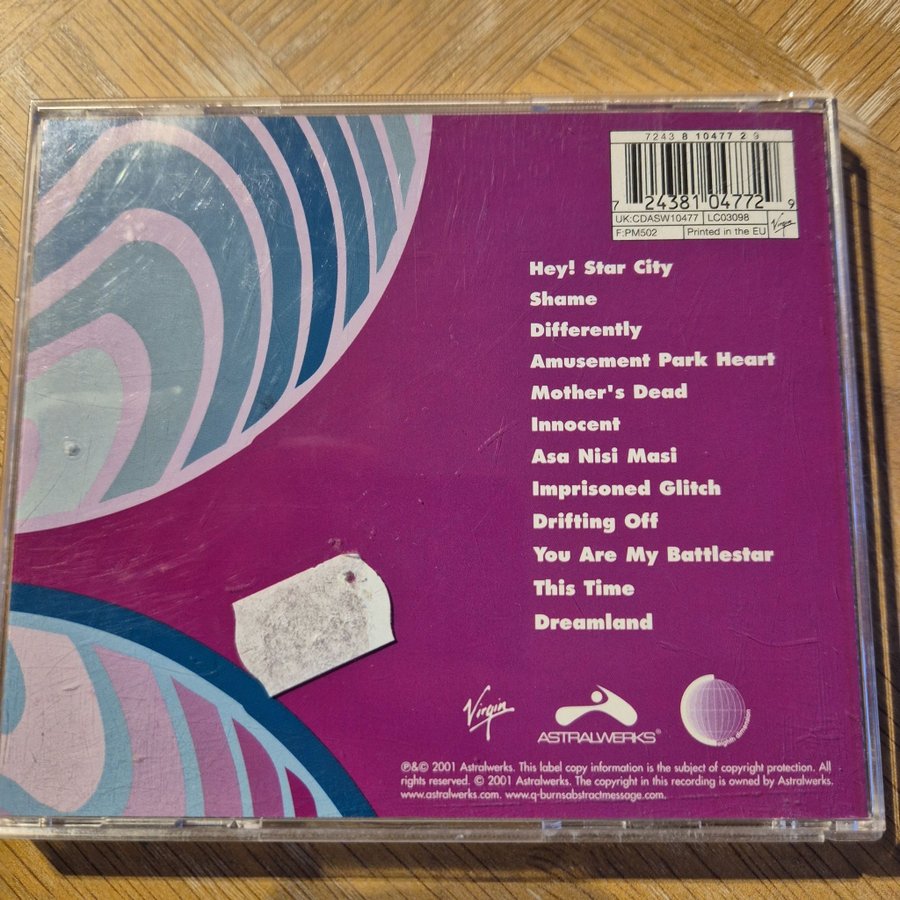 72438 10477 2 9
7 24381 04772 9
UK:CDASW10477 LC03098
F:PM502 Printed in the EU Virgin
Hey! Star City
Shame
Differently
Amusement Park Heart
Mother's Dead
Innocent
Asa Nisi Masi
Imprisoned Glitch
Drifting Off
You Are My Battlestar
This Time
Dreamland
Virgin ASTRALWERKS® eighth dimension
℗&© 2001 Astralwerks. This label copy information is the subject of copyright protection. All
rights reserved. © 2001 Astralwerks. The copyright in this recording is owned by Astralwerks.
www.astralwerks.com. www.q-burnsabstractmessage.com.